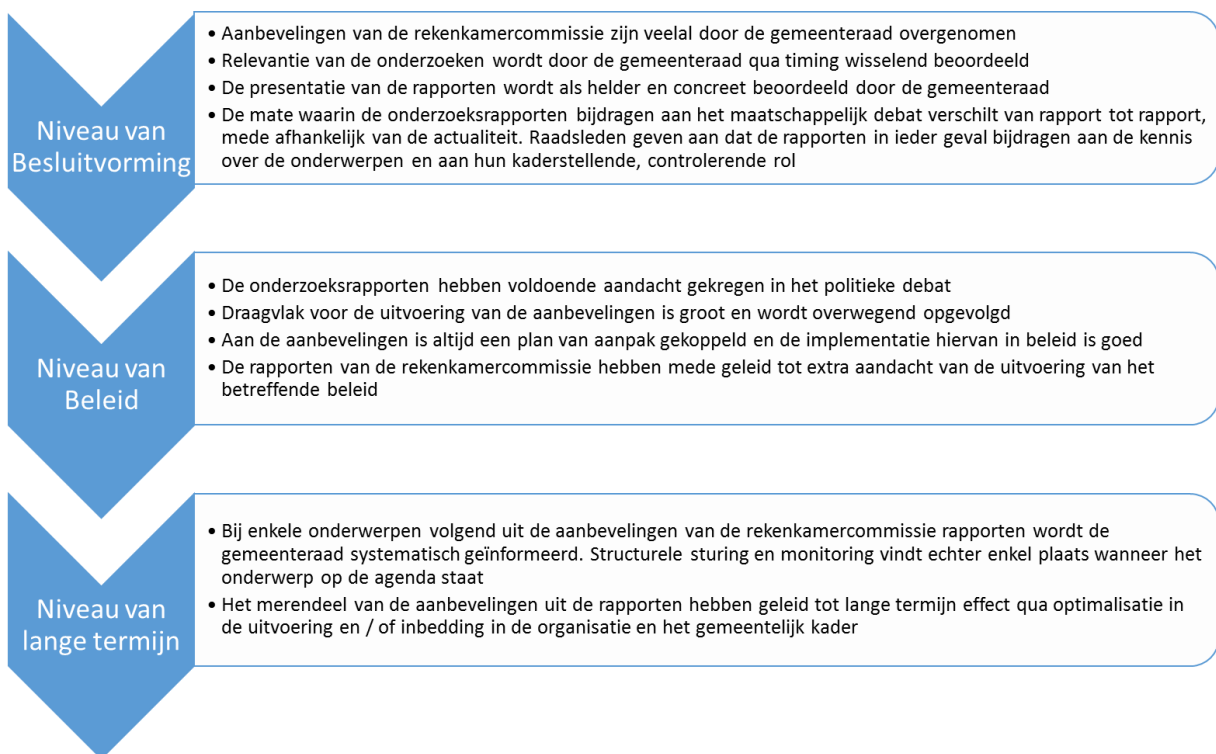 Niveau van
Besluitvorming
• Aanbevelingen van de rekenkamercommissie zijn veelal door de gemeenteraad overgenomen
• Relevantie van de onderzoeken wordt door de gemeenteraad qua timing wisselend beoordeeld
• De presentatie van de rapporten wordt als helder en concreet beoordeeld door de gemeenteraad
• De mate waarin de onderzoeksrapporten bijdragen aan het maatschappelijk debat verschilt van rapport tot rapport,
mede afhankelijk van de actualiteit. Raadsleden geven aan dat de rapporten in ieder geval bijdragen aan de kennis
over de onderwerpen en aan hun kaderstellende, controlerende rol
Niveau van
Beleid
• De onderzoeksrapporten hebben voldoende aandacht gekregen in het politieke debat
• Draagvlak voor de uitvoering van de aanbevelingen is groot en wordt overwegend opgevolgd
• Aan de aanbevelingen is altijd een plan van aanpak gekoppeld en de implementatie hiervan in beleid is goed
• De rapporten van de rekenkamercommissie hebben mede geleid tot extra aandacht van de uitvoering van het
betreffende beleid
Niveau van
lange termijn
• Bij enkele onderwerpen volgend uit de aanbevelingen van de rekenkamercommissie rapporten wordt de
gemeenteraad systematisch geïnformeerd. Structurele sturing en monitoring vindt echter enkel plaats wanneer het
onderwerp op de agenda staat
• Het merendeel van de aanbevelingen uit de rapporten hebben geleid tot lange termijn effect qua optimalisatie in
de uitvoering en / of inbedding in de organisatie en het gemeentelijk kader